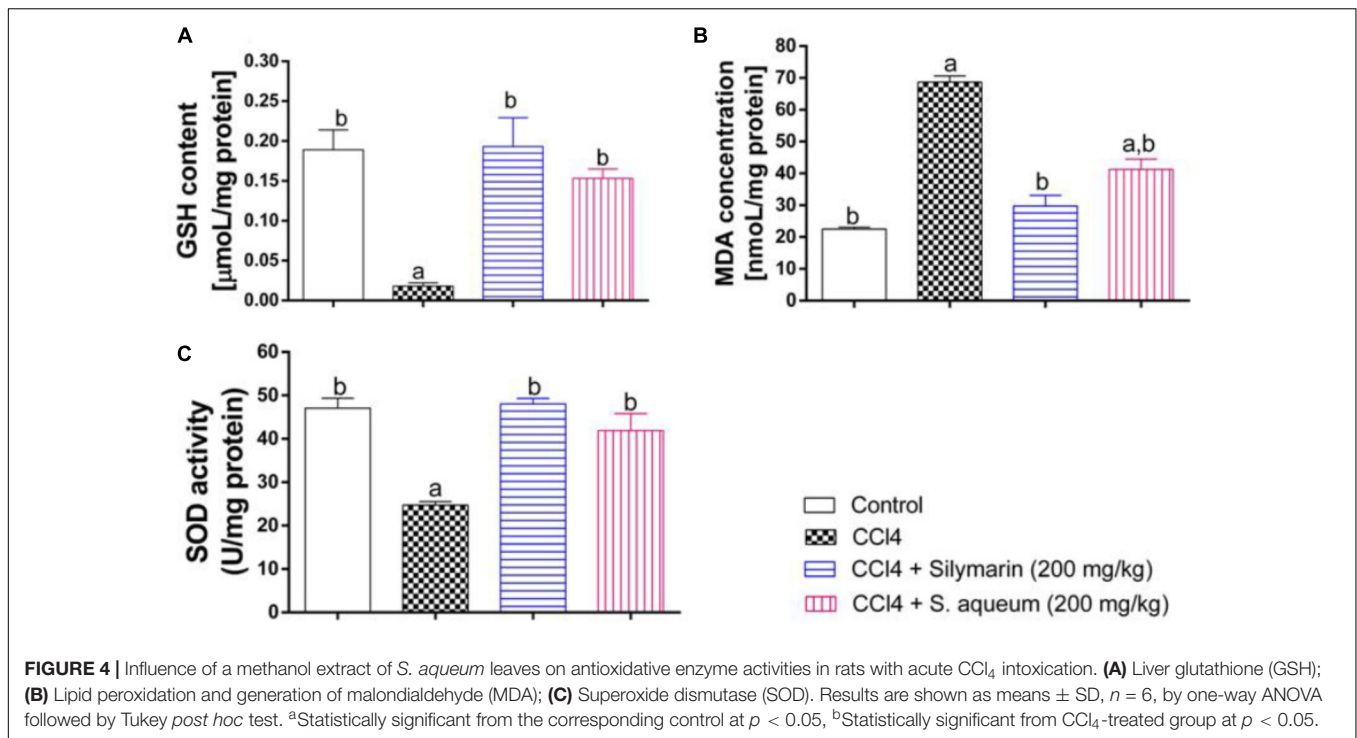 A
GSH content
[µmoL/mg protein]
0.30
0.25
0.20
0.15
0.10
0.05
0.00
b
a
b
b
B
MDA concentration
[nmoL/mg protein]
80
70
60
50
40
30
20
10
0
b
a
b
a,b
C
SOD activity
(U/mg protein)
60
50
40
30
20
10
0
b
a
b
b
Control
CCl4
CCl4 + Silymarin (200 mg/kg)
CCl4 + S. aqueum (200 mg/kg)
FIGURE 4 | Influence of a methanol extract of S. aqueum leaves on antioxidative enzyme activities in rats with acute CCl₄ intoxication. (A) Liver glutathione (GSH);
(B) Lipid peroxidation and generation of malondialdehyde (MDA); (C) Superoxide dismutase (SOD). Results are shown as means ± SD, n = 6, by one-way ANOVA
followed by Tukey post hoc test. ᵃStatistically significant from the corresponding control at p < 0.05, ᵇStatistically significant from CCl₄-treated group at p < 0.05.